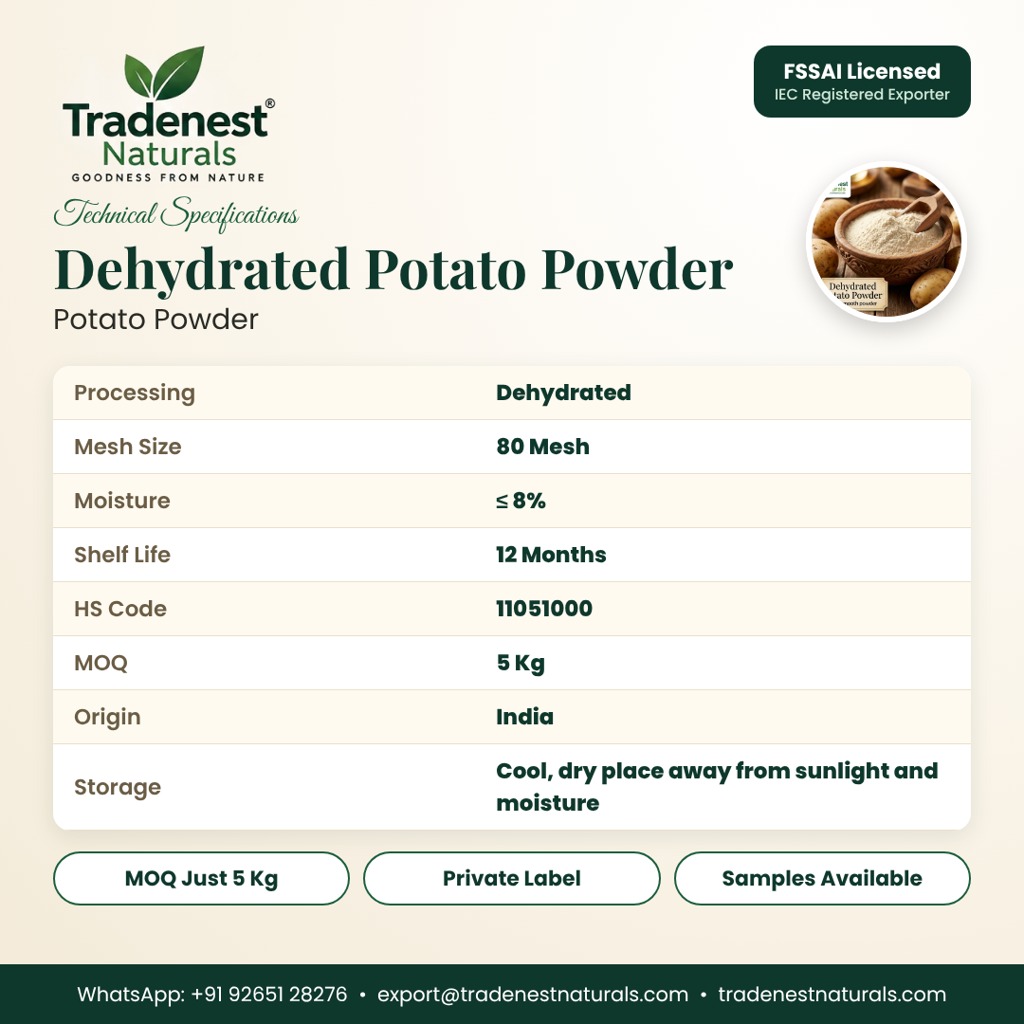 Tradenest®
Naturals
GOODNESS FROM NATURE
FSSAI Licensed
IEC Registered Exporter
Technical Specifications
Dehydrated Potato Powder
Potato Powder
Dehydrated
Powder
powder
Processing Dehydrated
Mesh Size 80 Mesh
Moisture ≤ 8%
Shelf Life 12 Months
HS Code 11051000
MOQ 5 Kg
Origin India
Storage Cool, dry place away from sunlight and
moisture
MOQ Just 5 Kg
Private Label
Samples Available
WhatsApp: +91 92651 28276 • export@tradenestnaturals.com • tradenestnaturals.com